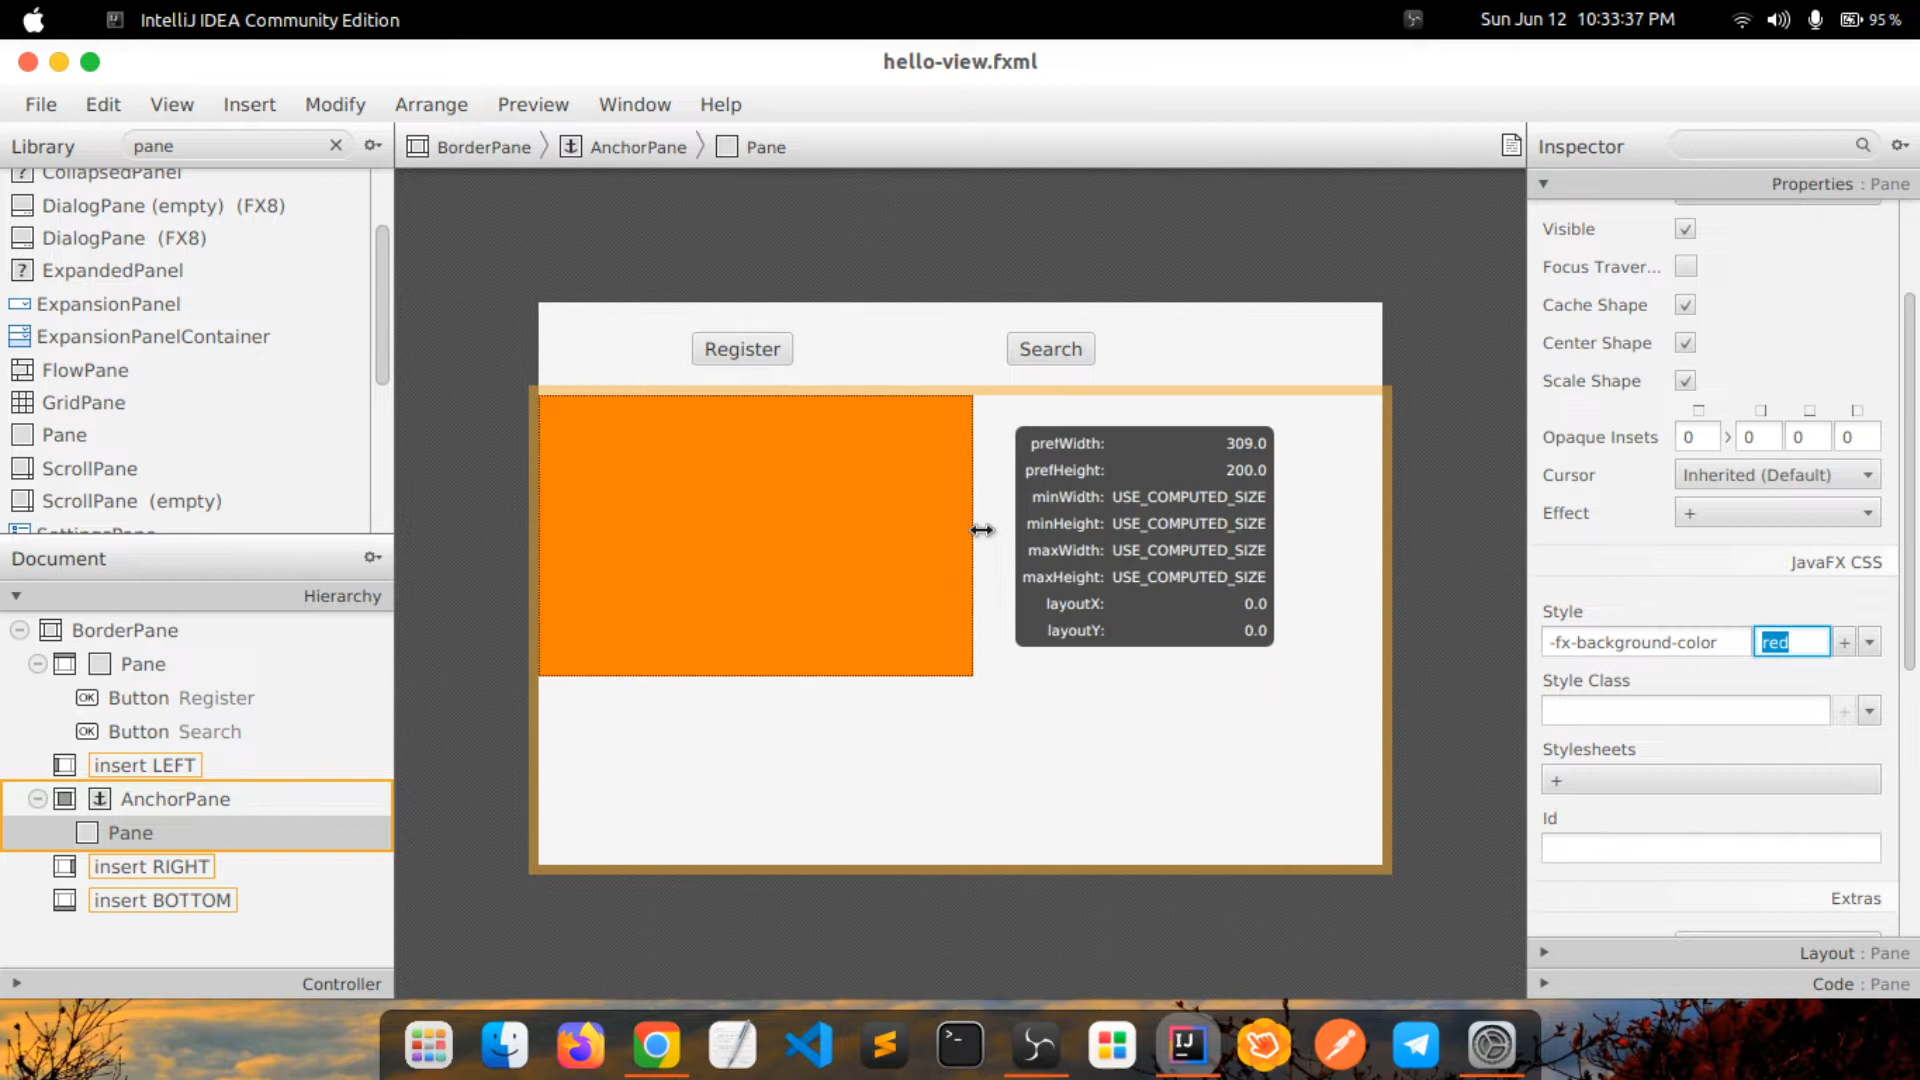 IntelliJ IDEA Community Edition
Sun Jun 12 10:33:37 PM
95 %
hello-view.fxml
File Edit View Insert Modify Arrange Preview Window Help
Library
pane
BorderPane
AnchorPane
Pane
Inspector
CollapsedPanel
DialogPane (empty) (FX8)
DialogPane (FX8)
ExpandedPanel
ExpansionPanel
ExpansionPanelContainer
FlowPane
GridPane
Pane
ScrollPane
ScrollPane (empty)
SettingsPane
Document
Hierarchy
BorderPane
Pane
Button Register
Button Search
insert LEFT
AnchorPane
Pane
insert RIGHT
insert BOTTOM
Controller
Register
Search
prefWidth: 309.0
prefHeight: 200.0
minWidth: USE_COMPUTED_SIZE
minHeight: USE_COMPUTED_SIZE
maxWidth: USE_COMPUTED_SIZE
maxHeight: USE_COMPUTED_SIZE
layoutX: 0.0
layoutY: 0.0
Properties : Pane
Visible
Focus Traver...
Cache Shape
Center Shape
Scale Shape
Opaque Insets 0 0 0 0
Cursor Inherited (Default)
Effect +
JavaFX CSS
Style
-fx-background-color red +
Style Class
+
Stylesheets
+
Id
Extras
Layout : Pane
Code : Pane